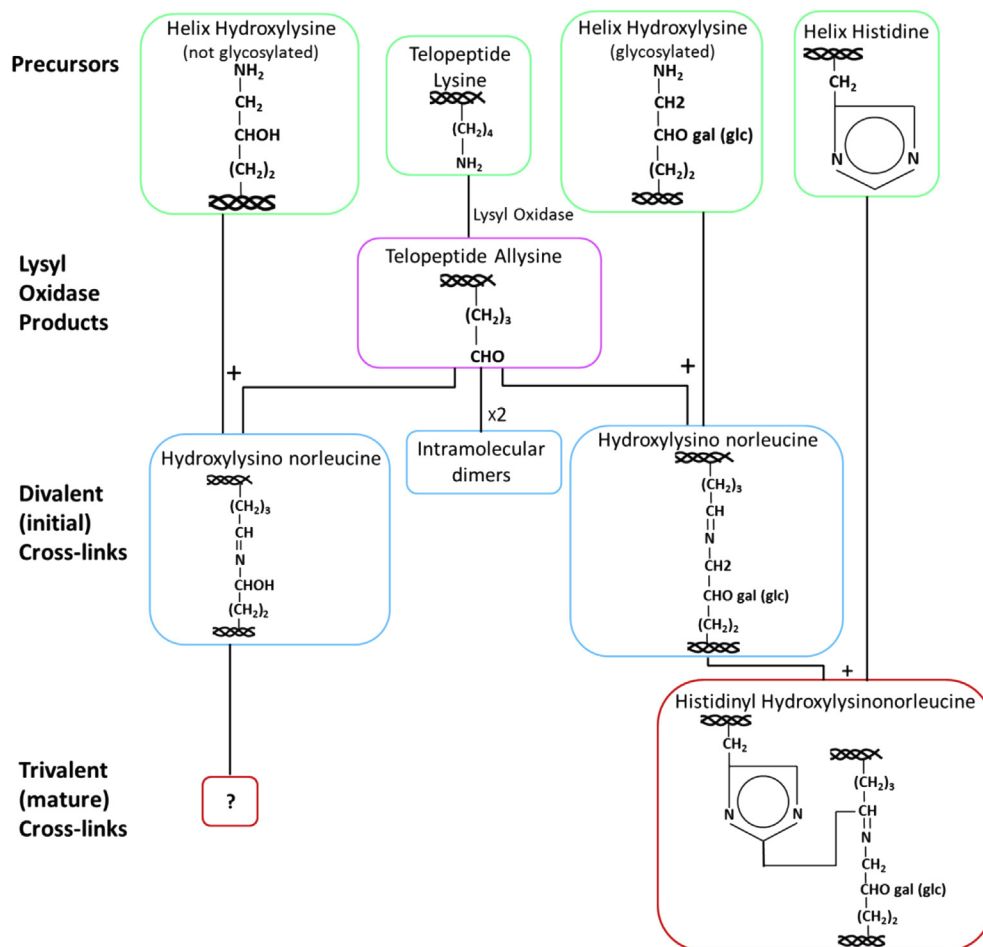 Precursors
Helix Hydroxylysine
(not glycosylated)
NH2
CH2
CHOH
(CH2)2
Telopeptide
Lysine
(CH2)4
NH2
Helix Hydroxylysine
(glycosylated)
NH2
CH2
CHO gal (glc)
(CH2)2
Helix Histidine
CH2
N N
Lysyl Oxidase
Lysyl
Oxidase
Products
Telopeptide Allysine
(CH2)3
CHO
+
+
x2
Divalent
(initial)
Cross-links
Hydroxylysino norleucine
(CH2)3
CH
N
CHOH
(CH2)2
Intramolecular
dimers
Hydroxylysino norleucine
(CH2)3
CH
N
CH2
CHO gal (glc)
(CH2)2
+
Trivalent
(mature)
Cross-links
?
Histidinyl Hydroxylysinonorleucine
CH2
N N
(CH2)3
CH
N
CH2
CHO gal (glc)
(CH2)2